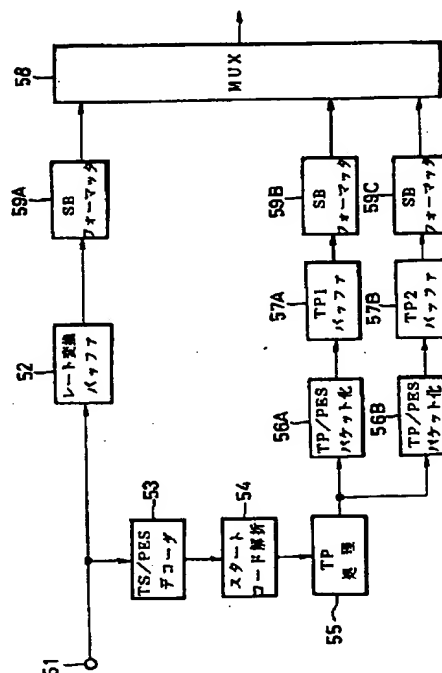 58
MUX
59A
SB
フォーマッタ
59B
SB
フォーマッタ
59C
SB
フォーマッタ
52
レート変換
バッファ
57A
TP1
バッファ
57B
TP2
バッファ
56A
TP/PES
パケット化
56B
TP/PES
パケット化
53
TS/PES
デコーダ
54
スタート
コード解析
TP
処理
55
51